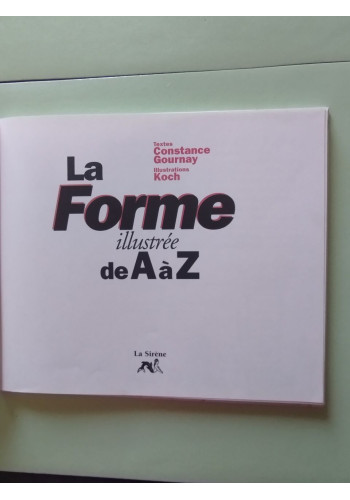 Textes
Constance
Gournay
Illustrations
Koch
La
Forme
illustrée
de A à Z
La Sirène